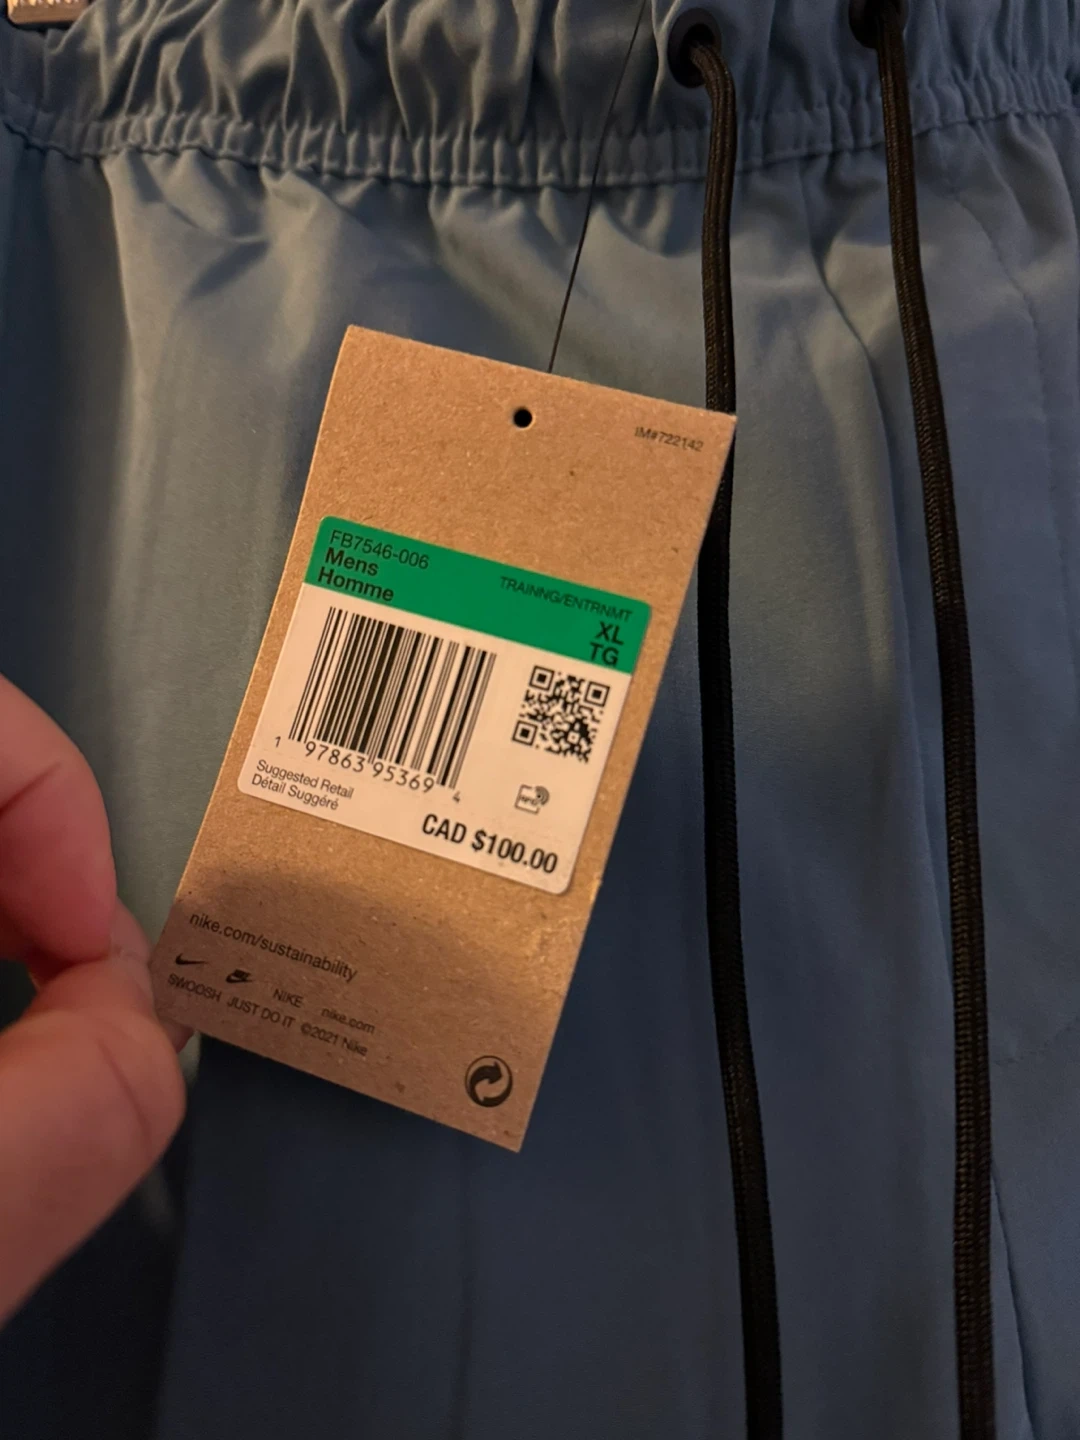 IM#722142
FB7546-006
Mens
Homme
TRAINNG/ENTRNMT
XL
TG
1 97863 95369 4
Suggested Retail
Détail Suggéré
CAD $100.00
nike.com/sustainability
NIKE nike.com
SWOOSH JUST DO IT ©2021 Nike